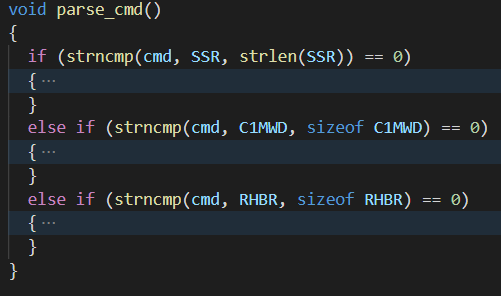 void parse_cmd()
{
  if (strncmp(cmd, SSR, strlen(SSR)) == 0)
  { ···
  }
  else if (strncmp(cmd, C1MWD, sizeof C1MWD) == 0)
  { ···
  }
  else if (strncmp(cmd, RHBR, sizeof RHBR) == 0)
  { ···
  }
}